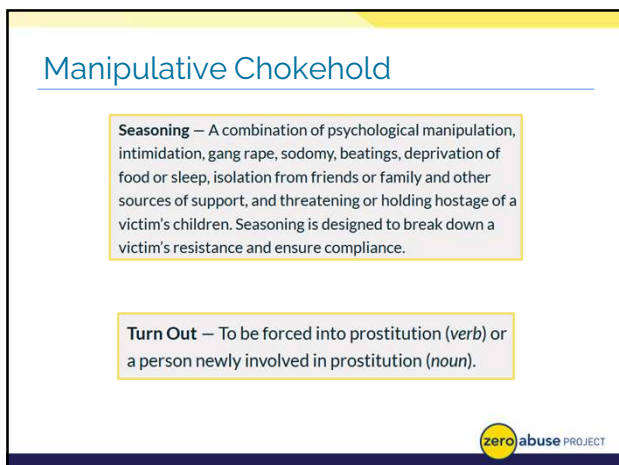 Manipulative Chokehold
Seasoning — A combination of psychological manipulation,
intimidation, gang rape, sodomy, beatings, deprivation of
food or sleep, isolation from friends or family and other
sources of support, and threatening or holding hostage of a
victim's children. Seasoning is designed to break down a
victim's resistance and ensure compliance.
Turn Out — To be forced into prostitution (verb) or
a person newly involved in prostitution (noun).
zero abuse PROJECT